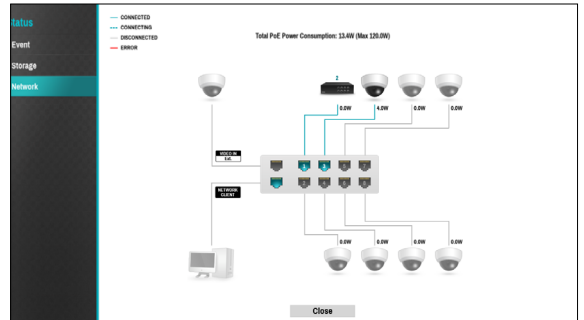 tatus
Event
Storage
Network
CONNECTED
CONNECTING
DISCONNECTED
ERROR
Total PoE Power Consumption: 13.4W (Max 120.0W)
2
0.0W
4.0W
0.0W
0.0W
VIDEO IN
Ext.
NETWORK
CLIENT
0.0W
0.0W
0.0W
0.0W
Close